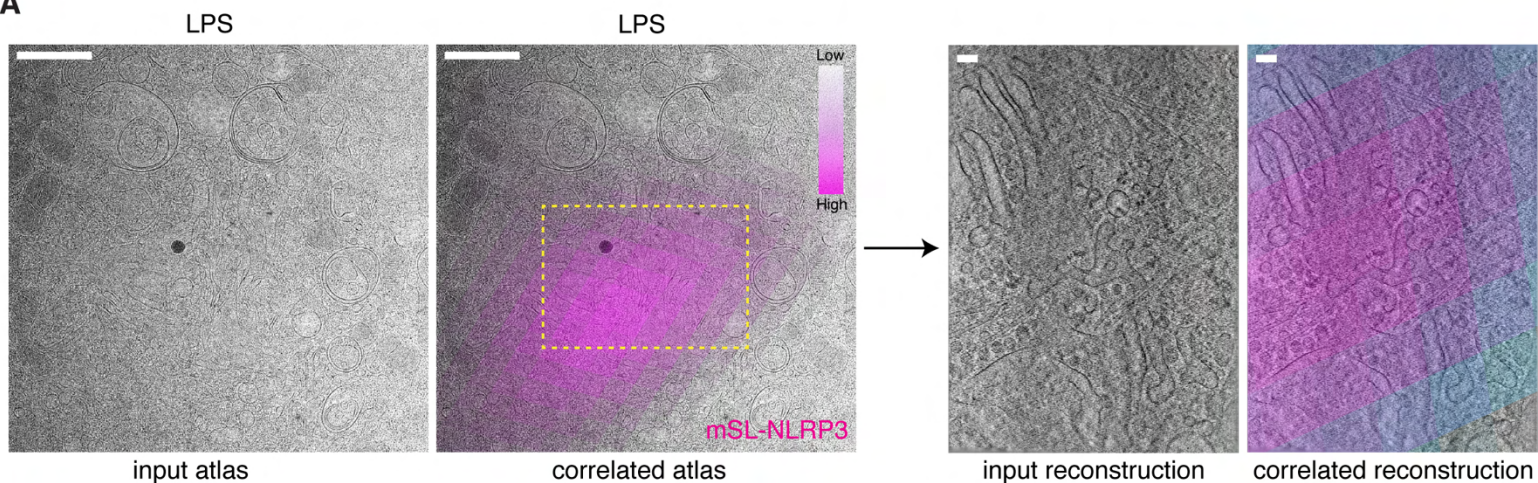 A
LPS
LPS
Low
High
mSL-NLRP3
input atlas
correlated atlas
input reconstruction
correlated reconstruction